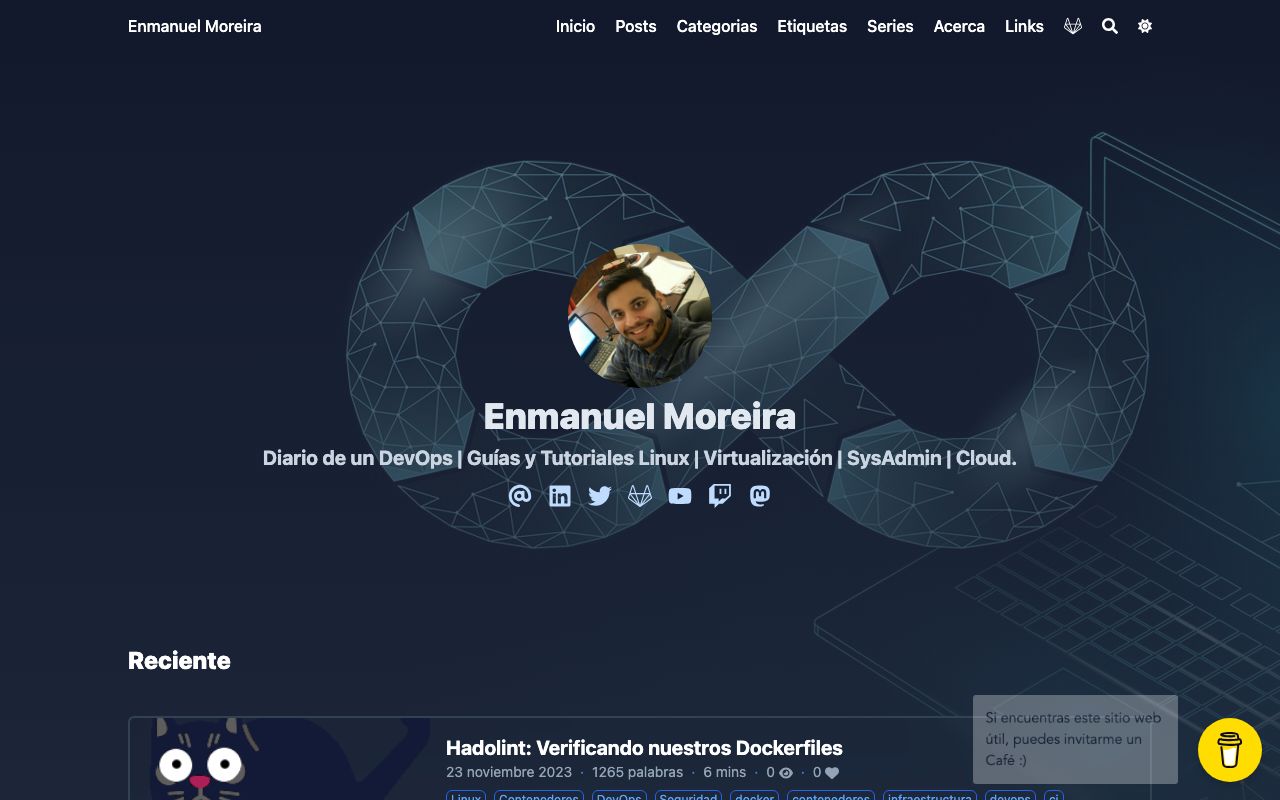 Enmanuel Moreira
Inicio Posts Categorias Etiquetas Series Acerca Links
Enmanuel Moreira
Diario de un DevOps | Guías y Tutoriales Linux | Virtualización | SysAdmin | Cloud.
Reciente
Hadolint: Verificando nuestros Dockerfiles
23 noviembre 2023 · 1265 palabras · 6 mins · 0 · 0
Linux Contenedores DevOps Seguridad docker contenedores infraestructura devops ci
Si encuentras este sitio web
útil, puedes invitarme un
Café :)